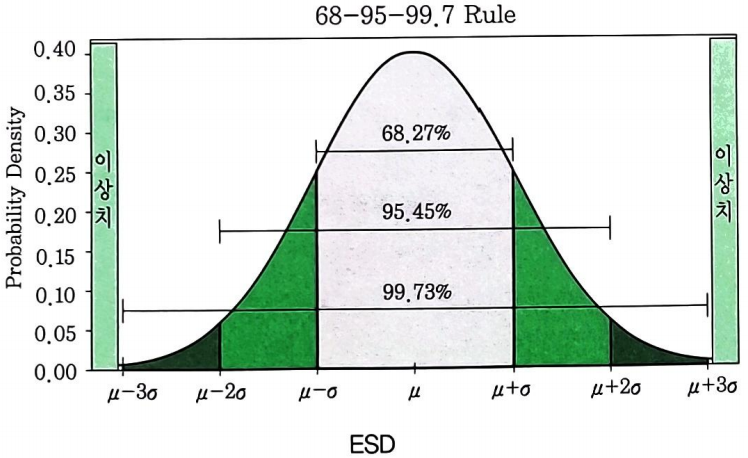 68-95-99.7 Rule
Probability Density
0.40
0.35
0.30
0.25
0.20
0.15
0.10
0.05
0.00
이상치
68.27%
95.45%
99.73%
이상치
μ-3σ
μ-2σ
μ-σ
μ
μ+σ
μ+2σ
μ+3σ
ESD